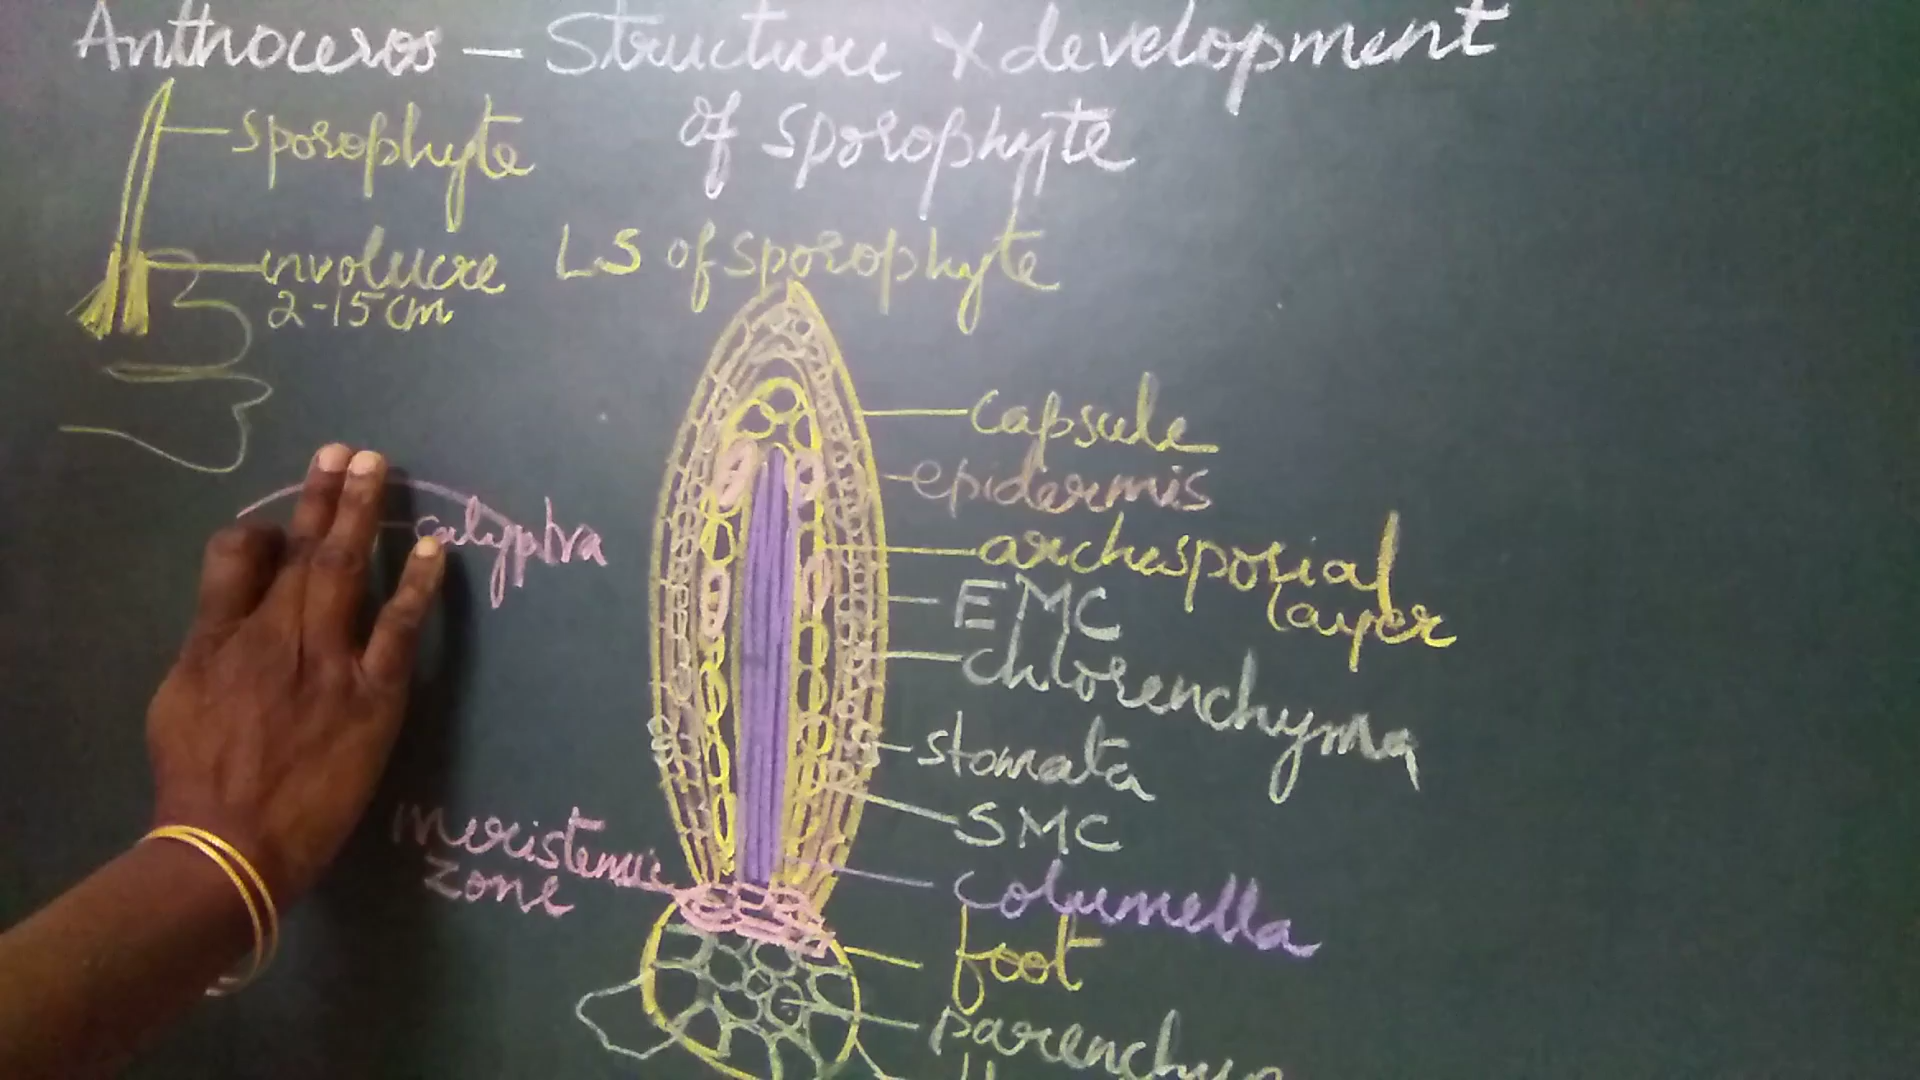 Anthoceros — Structure & development
of Sporophyte
sporophyte
involucre
2-15 cm
LS of sporophyte
capsule
epidermis
calyptra
archesporial
layer
EMC
chlorenchyma
stomata
SMC
meristemic
zone
columella
foot
parenchym